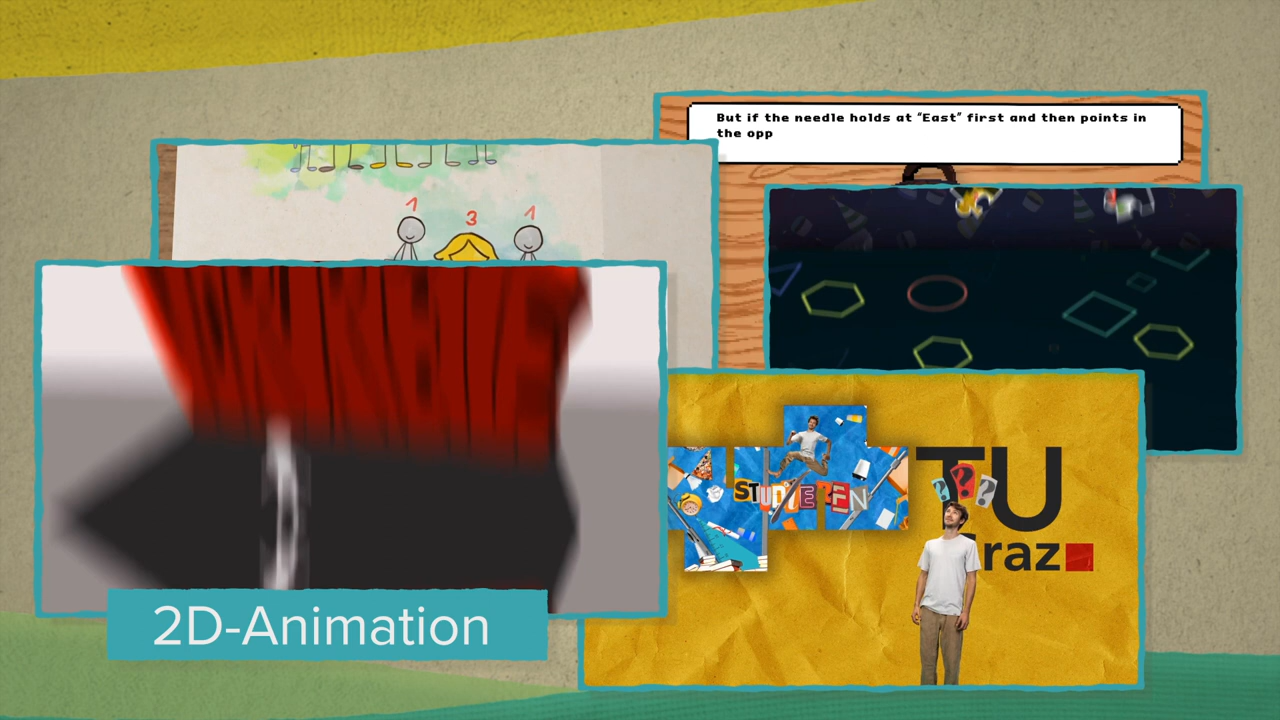 But if the needle holds at "East" first and then points in
the opp
1 3 1
STUDIEREN
TU
raz
? ? ?
2D-Animation